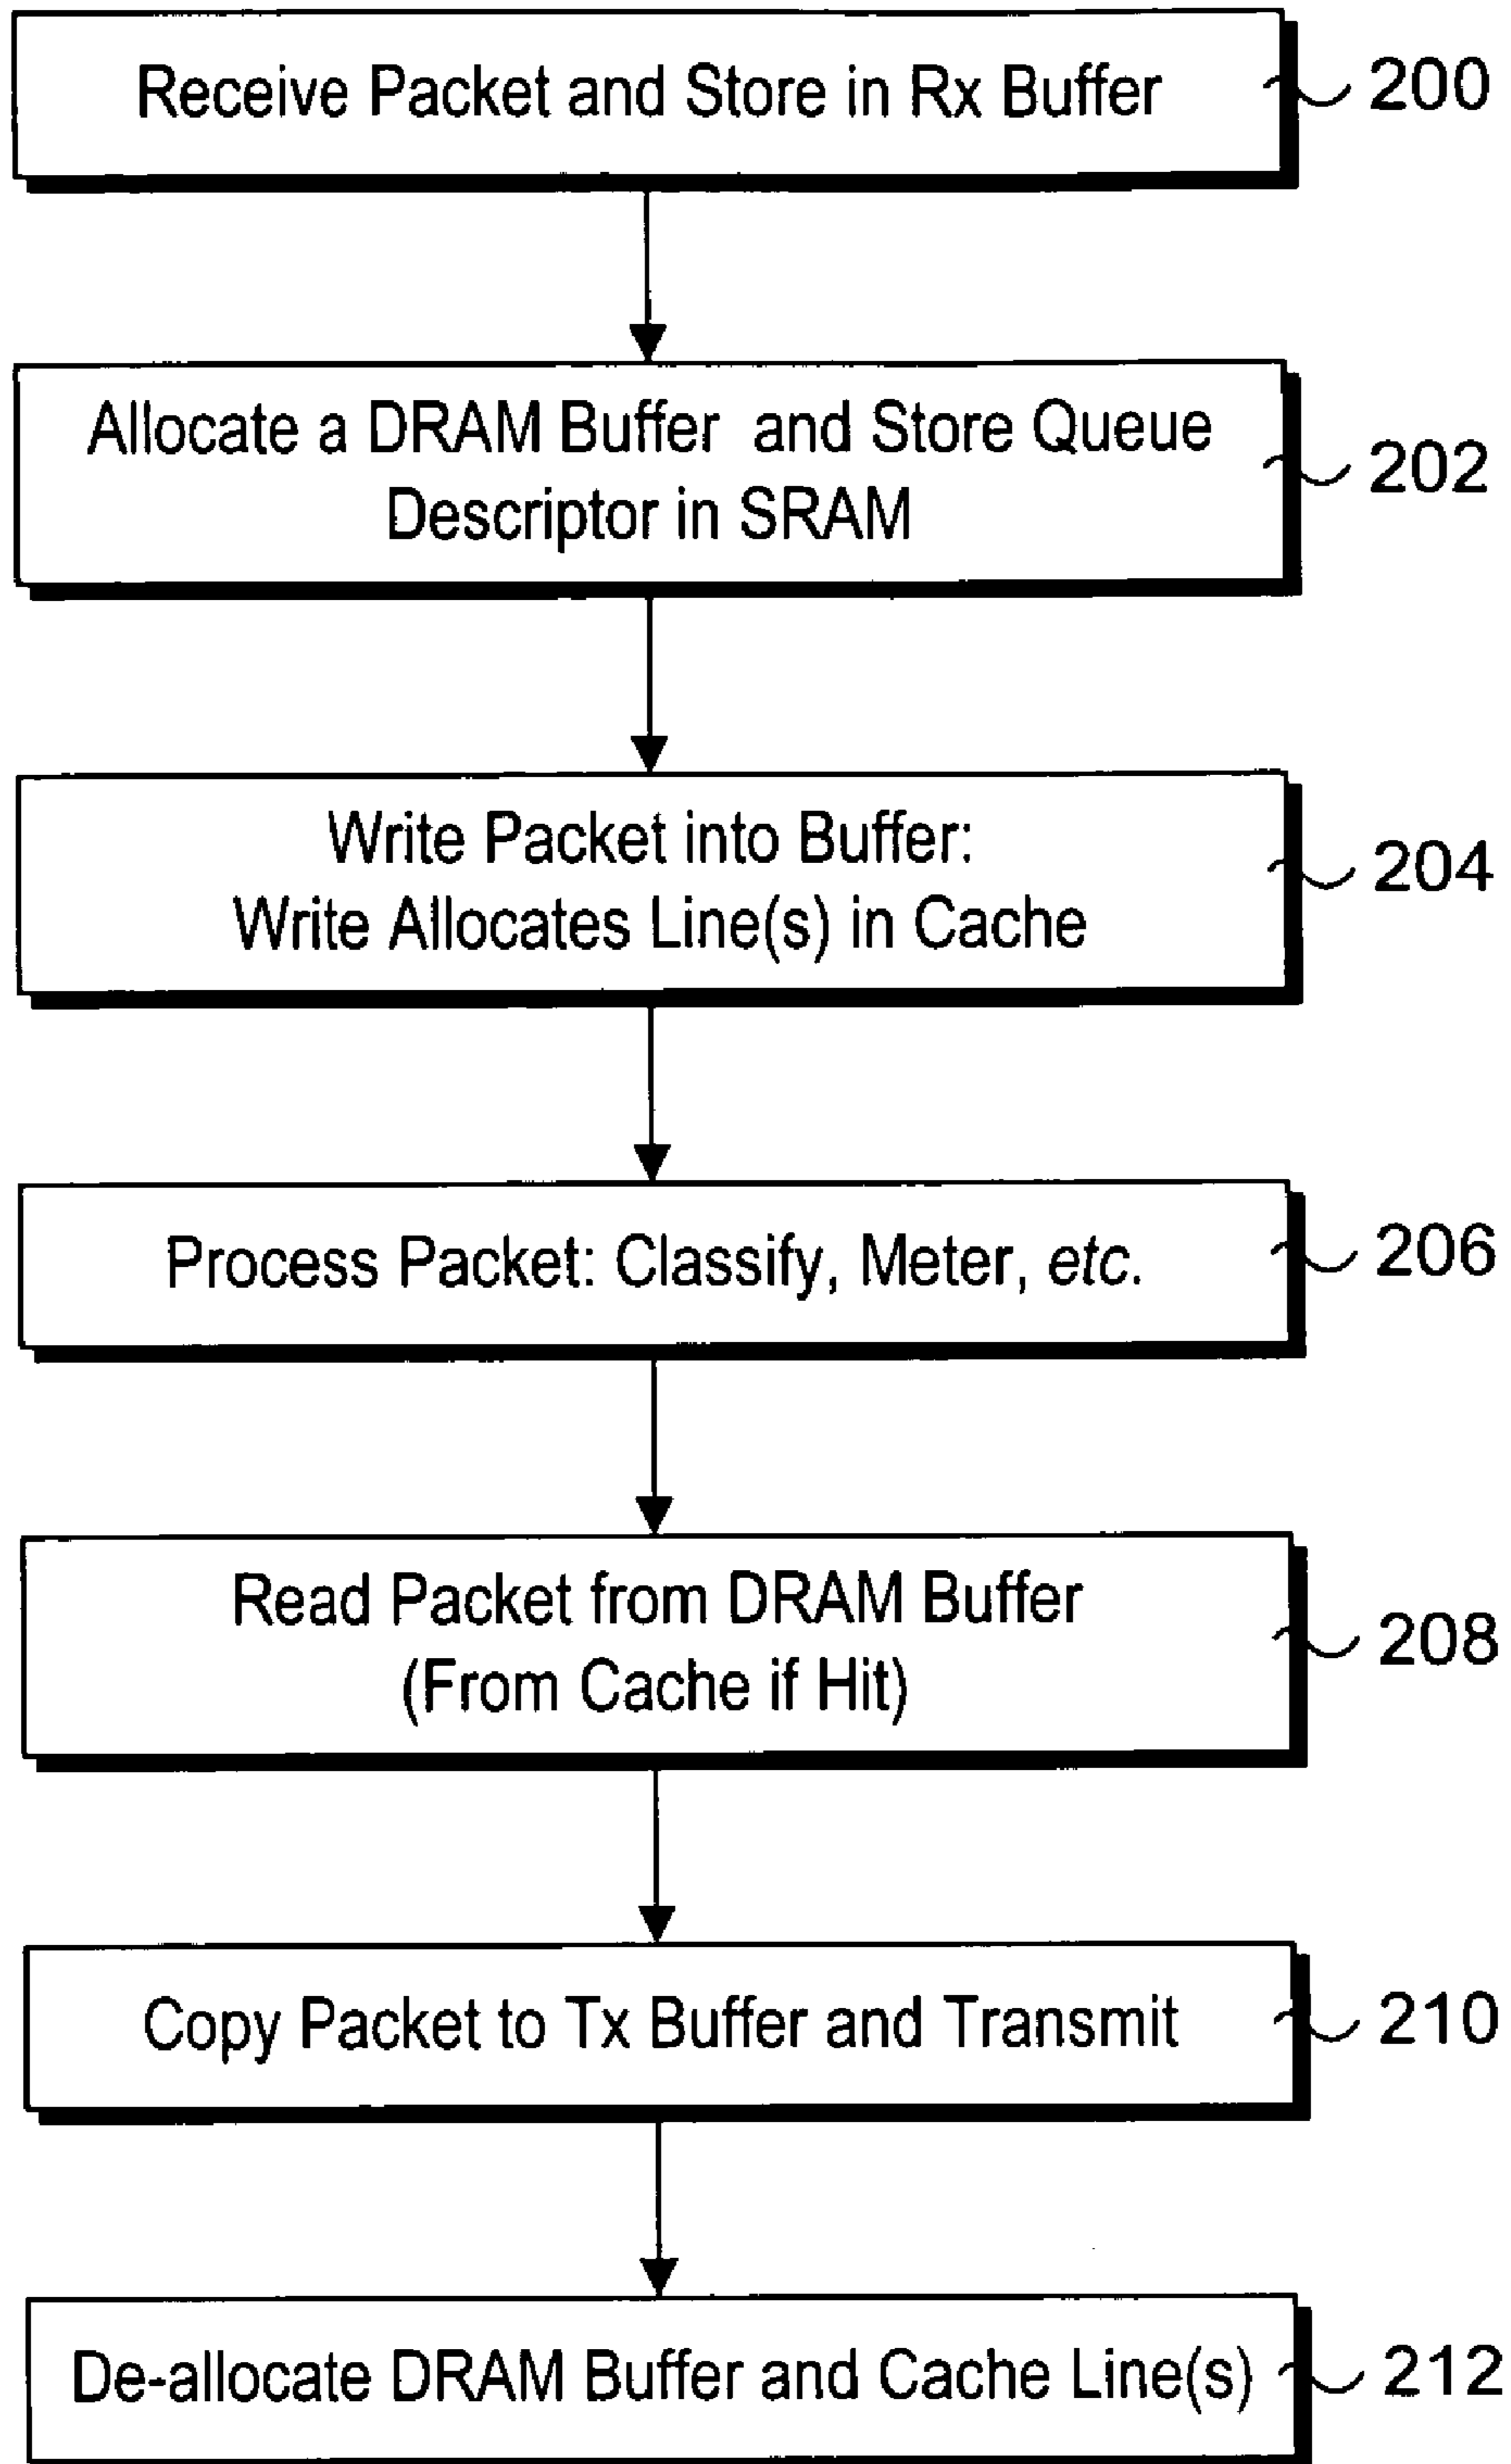 Receive Packet and Store in Rx Buffer
200
Allocate a DRAM Buffer and Store Queue
Descriptor in SRAM
202
Write Packet into Buffer:
Write Allocates Line(s) in Cache
204
Process Packet: Classify, Meter, etc.
206
Read Packet from DRAM Buffer
(From Cache if Hit)
208
Copy Packet to Tx Buffer and Transmit
210
De-allocate DRAM Buffer and Cache Line(s)
212